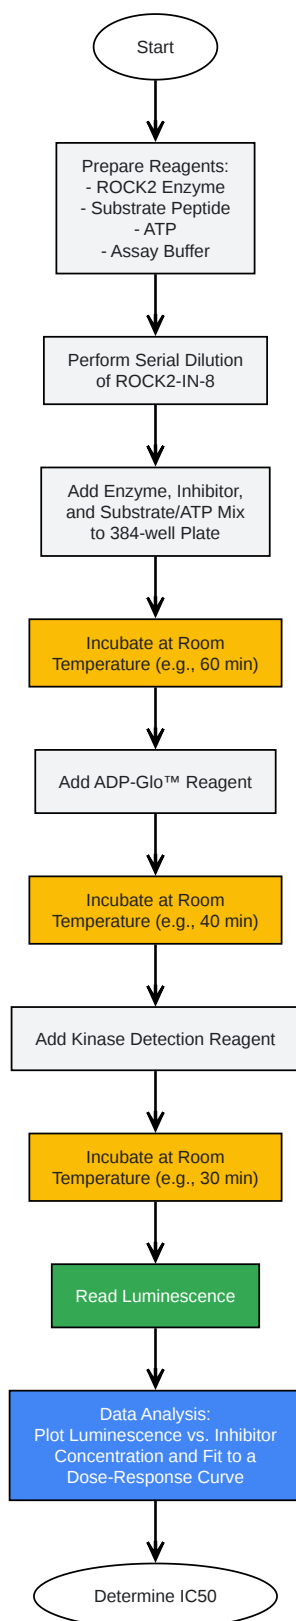 Start
Prepare Reagents:
- ROCK2 Enzyme
- Substrate Peptide
- ATP
- Assay Buffer
Perform Serial Dilution
of ROCK2-IN-8
Add Enzyme, Inhibitor,
and Substrate/ATP Mix
to 384-well Plate
Incubate at Room
Temperature (e.g., 60 min)
Add ADP-Glo™ Reagent
Incubate at Room
Temperature (e.g., 40 min)
Add Kinase Detection Reagent
Incubate at Room
Temperature (e.g., 30 min)
Read Luminescence
Data Analysis:
Plot Luminescence vs. Inhibitor
Concentration and Fit to a
Dose-Response Curve
Determine IC50